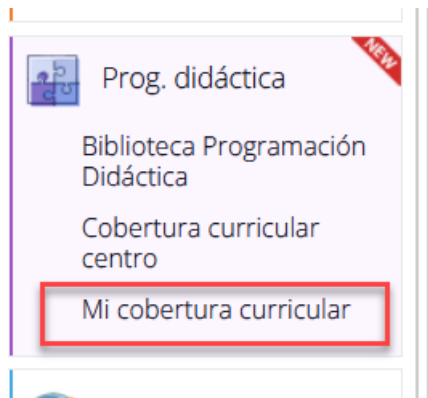 NEW
Prog. didáctica
Biblioteca Programación
Didáctica
Cobertura curricular
centro
Mi cobertura curricular